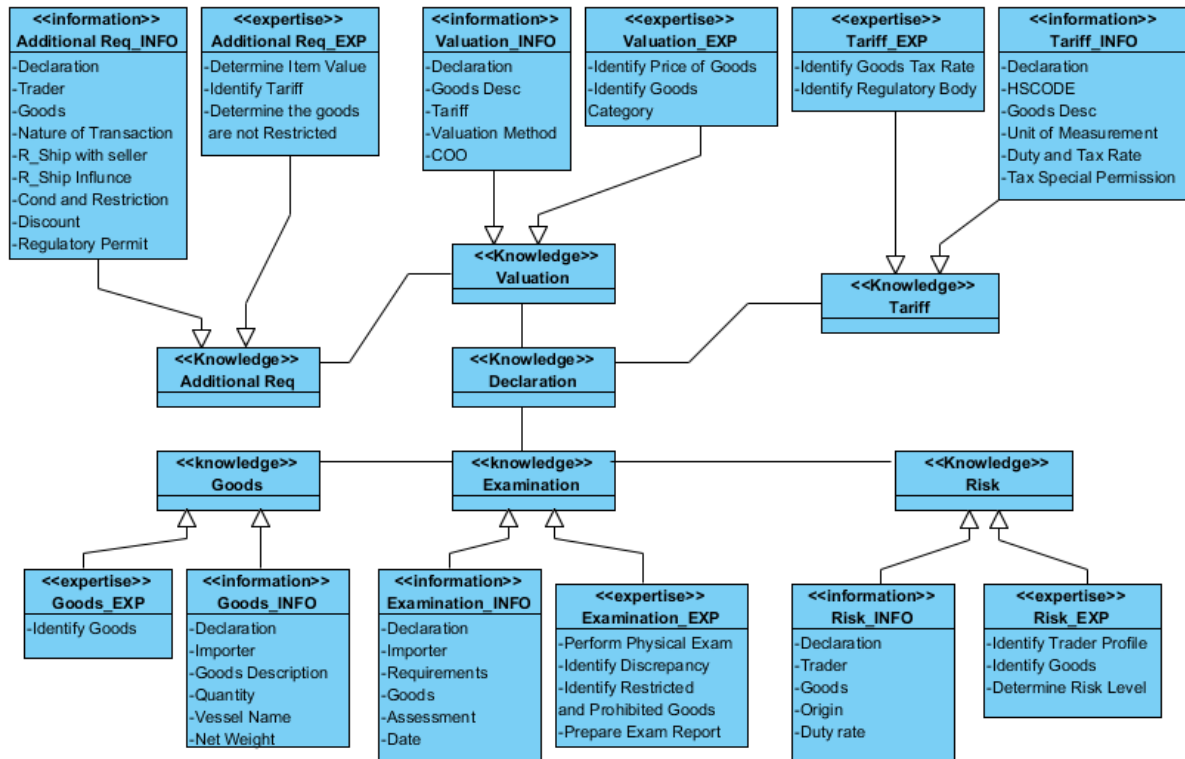 <<information>>
Additional Req_INFO
-Declaration
-Trader
-Goods
-Nature of Transaction
-R_Ship with seller
-R_Ship Influnce
-Cond and Restriction
-Discount
-Regulatory Permit
<<expertise>>
Additional Req_EXP
-Determine Item Value
-Identify Tariff
-Determine the goods
are not Restricted
<<information>>
Valuation_INFO
-Declaration
-Goods Desc
-Tariff
-Valuation Method
-COO
<<expertise>>
Valuation_EXP
-Identify Price of Goods
-Identify Goods
Category
<<expertise>>
Tariff_EXP
-Identify Goods Tax Rate
-Identify Regulatory Body
<<information>>
Tariff_INFO
-Declaration
-HSCODE
-Goods Desc
-Unit of Measurement
-Duty and Tax Rate
-Tax Special Permission
<<Knowledge>>
Valuation
<<Knowledge>>
Tariff
<<Knowledge>>
Additional Req
<<Knowledge>>
Declaration
<<knowledge>>
Goods
<<knowledge>>
Examination
<<Knowledge>>
Risk
<<expertise>>
Goods_EXP
-Identify Goods
<<information>>
Goods_INFO
-Declaration
-Importer
-Goods Description
-Quantity
-Vessel Name
-Net Weight
<<information>>
Examination_INFO
-Declaration
-Importer
-Requirements
-Goods
-Assessment
-Date
<<expertise>>
Examination_EXP
-Perform Physical Exam
-Identify Discrepancy
-Identify Restricted
and Prohibited Goods
-Prepare Exam Report
<<information>>
Risk_INFO
-Declaration
-Trader
-Goods
-Origin
-Duty rate
<<expertise>>
Risk_EXP
-Identify Trader Profile
-Identify Goods
-Determine Risk Level